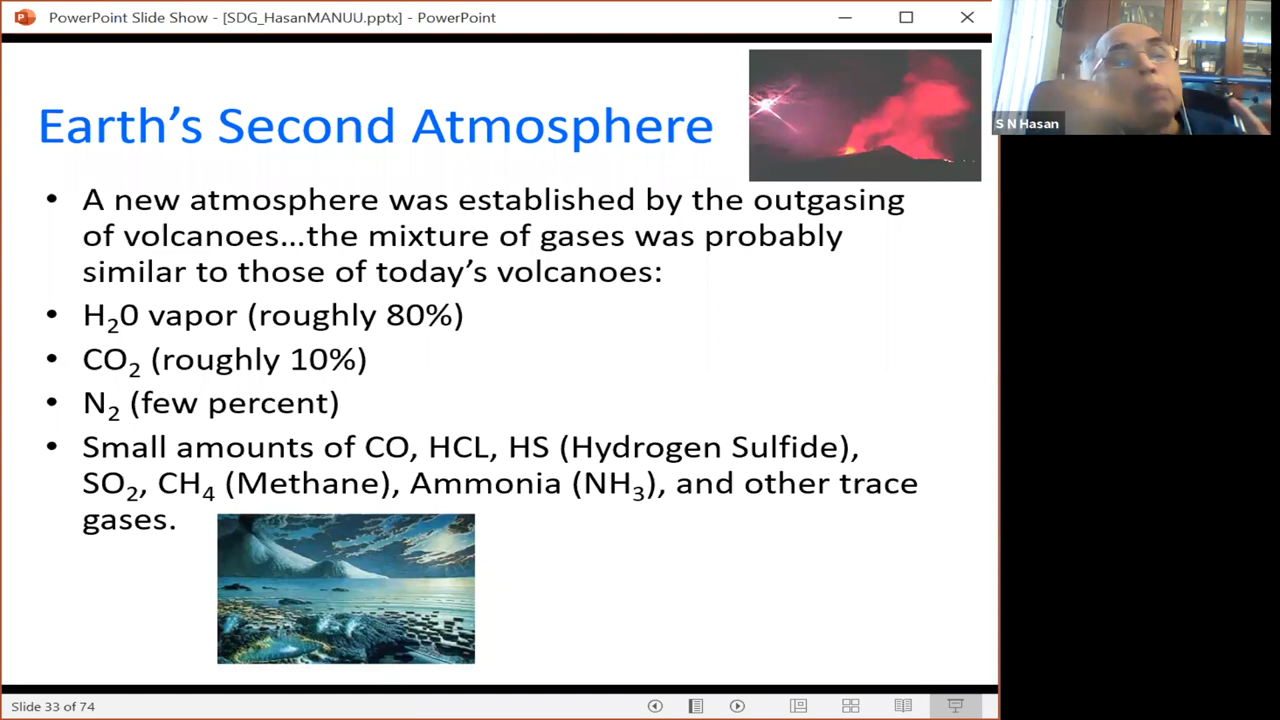 PowerPoint Slide Show - [SDG_HasanMANUU.pptx] - PowerPoint
S N Hasan
Earth's Second Atmosphere
• A new atmosphere was established by the outgasing
of volcanoes...the mixture of gases was probably
similar to those of today's volcanoes:
• H₂0 vapor (roughly 80%)
• CO₂ (roughly 10%)
• N₂ (few percent)
• Small amounts of CO, HCL, HS (Hydrogen Sulfide),
SO₂, CH₄ (Methane), Ammonia (NH₃), and other trace
gases.
Slide 33 of 74